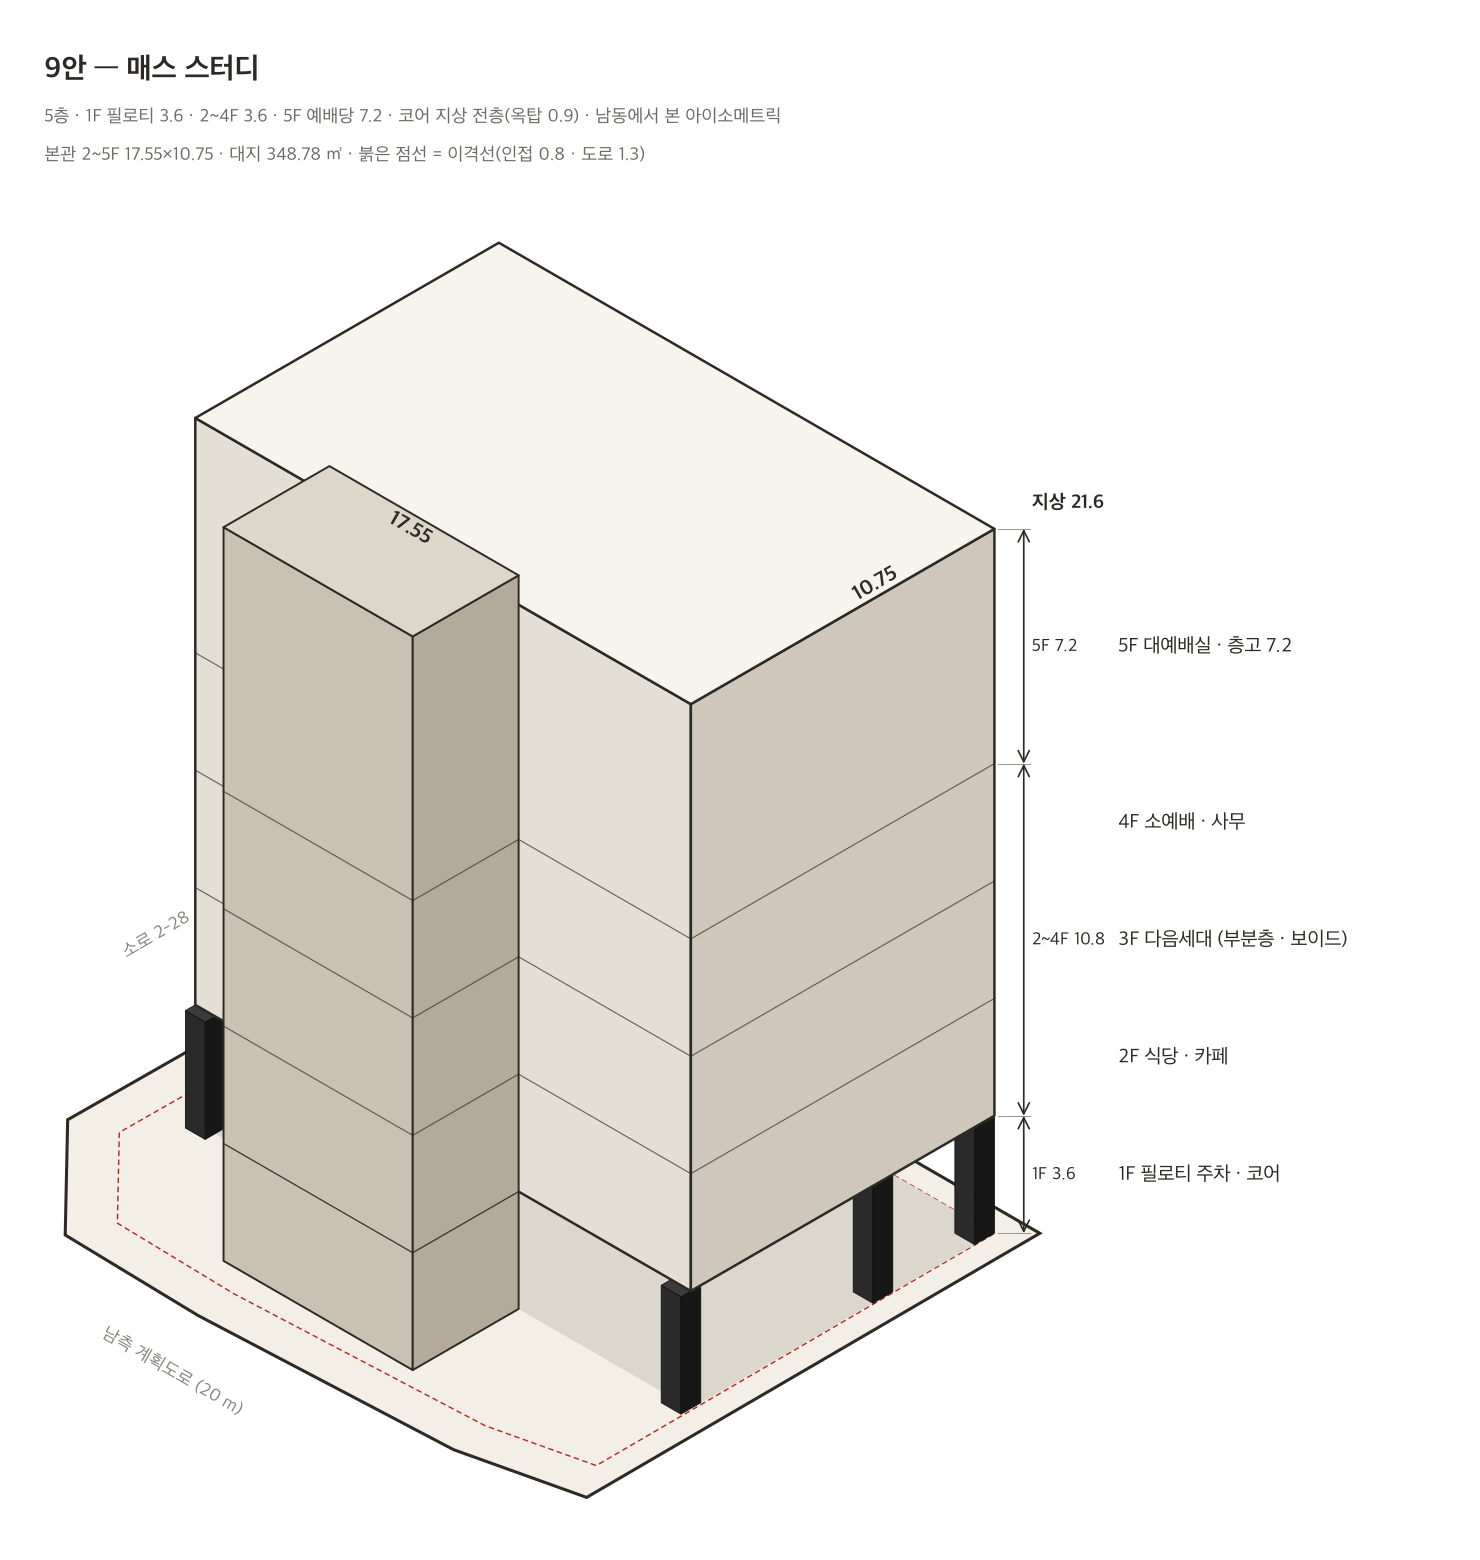 9안 — 매스 스터디
5층 · 1F 필로티 3.6 · 2~4F 3.6 · 5F 예배당 7.2 · 코어 지상 전층(옥탑 0.9) · 남동에서 본 아이소메트릭
본관 2~5F 17.55×10.75 · 대지 348.78 ㎡ · 붉은 점선 = 이격선(인접 0.8 · 도로 1.3)
지상 21.6
17.55
10.75
5F 7.2
5F 대예배실 · 층고 7.2
4F 소예배 · 사무
소로 2-28
2~4F 10.8
3F 다음세대 (부분층 · 보이드)
2F 식당 · 카페
1F 3.6
1F 필로티 주차 · 코어
남측 계획도로 (20 m)